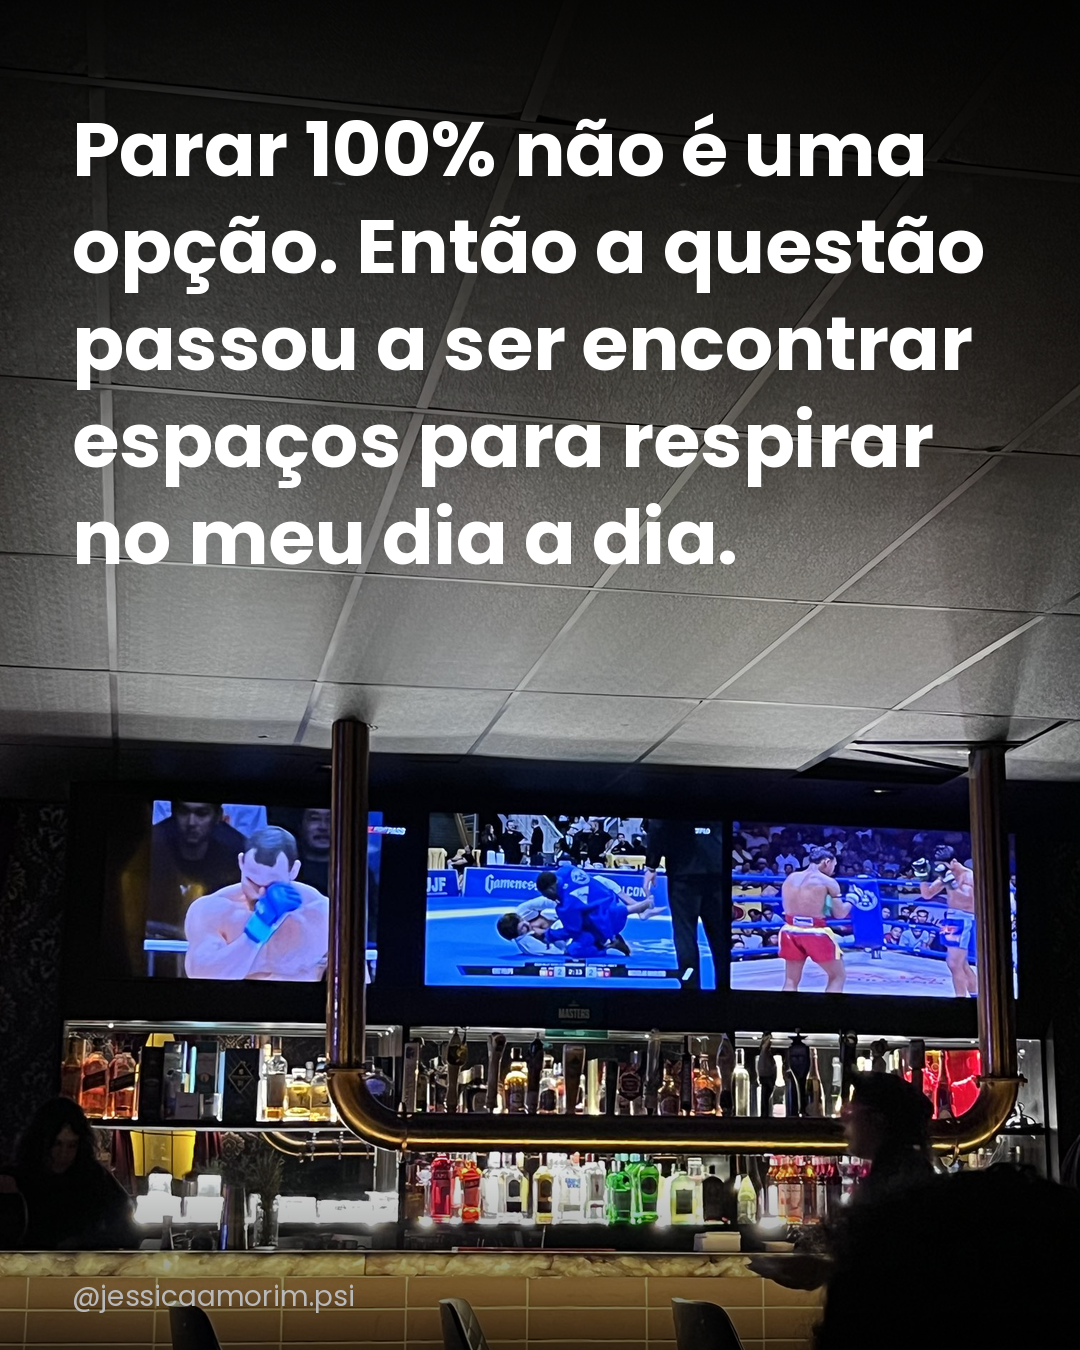 Parar 100% não é uma
opção. Então a questão
passou a ser encontrar
espaços para respirar
no meu dia a dia.
MASTERS
@jessicaamorim.psi